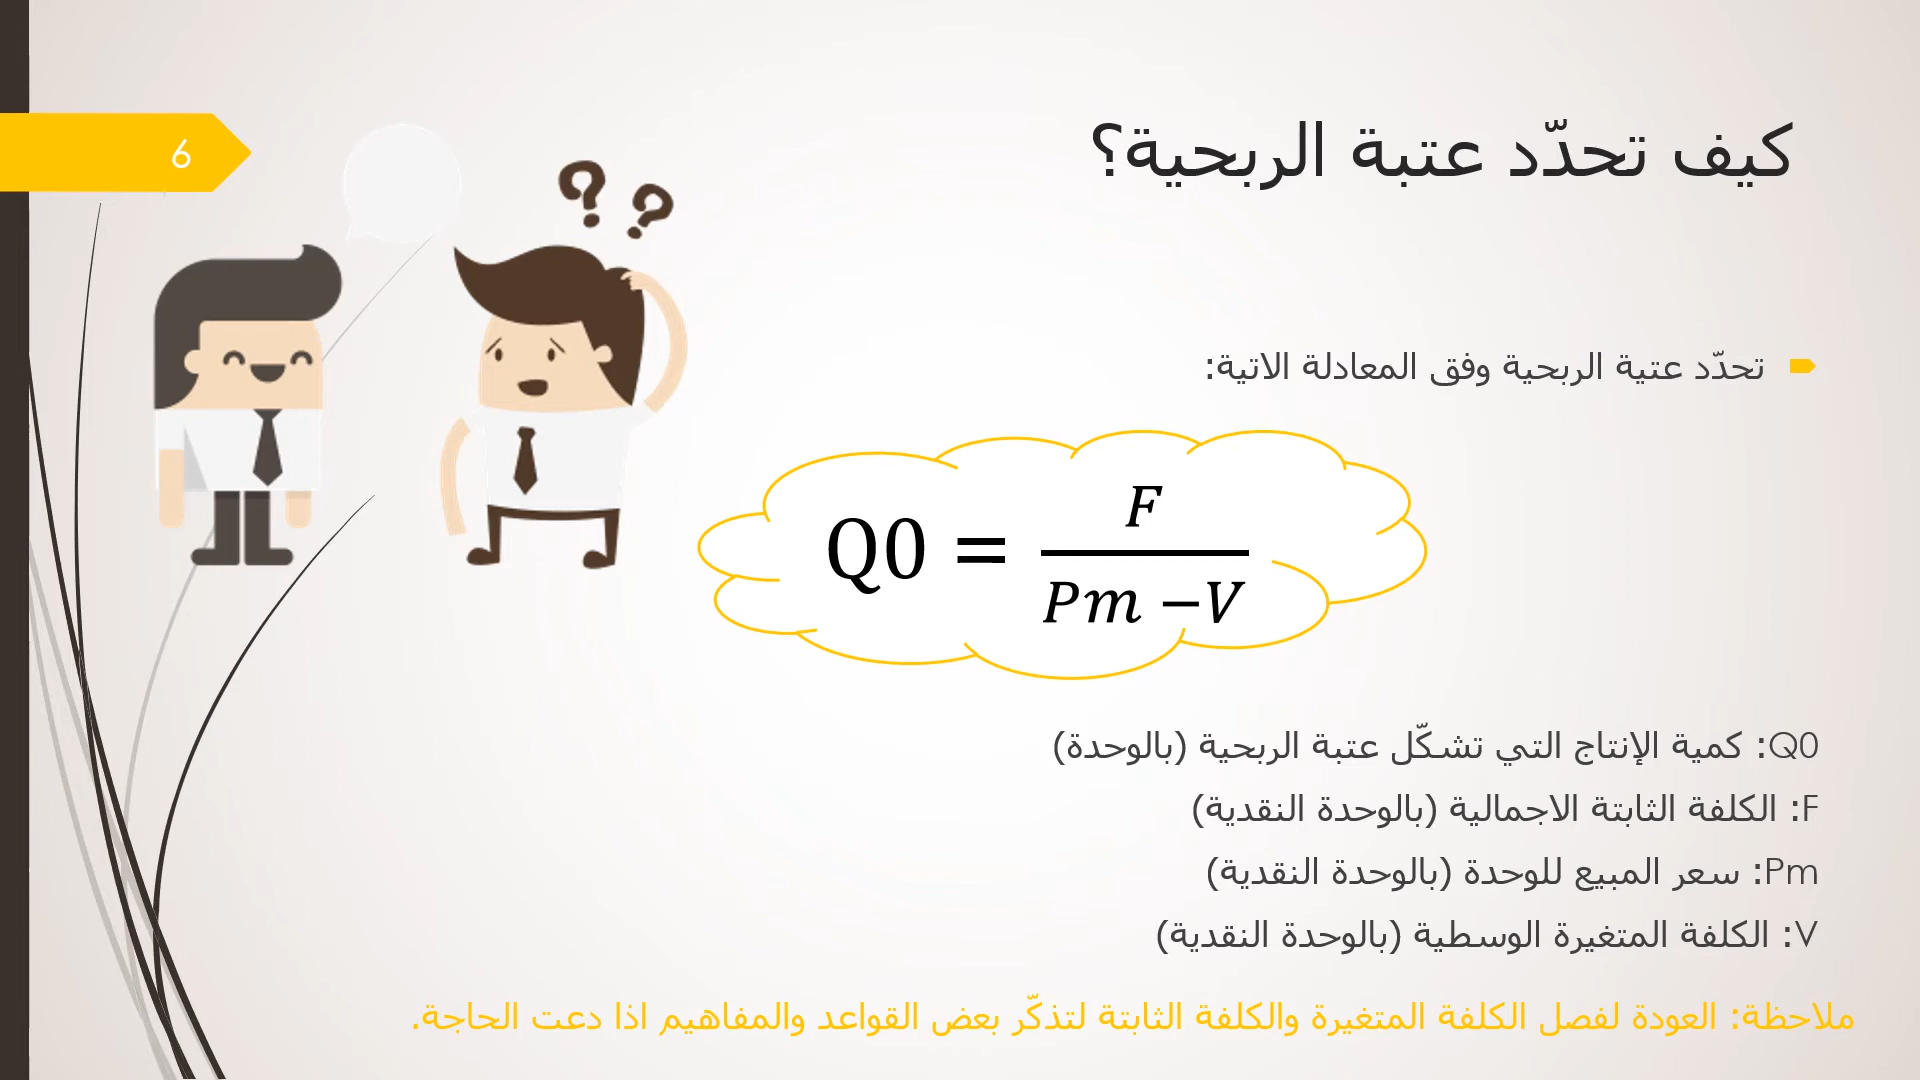 6
كيف تحدّد عتبة الربحية؟
تحدّد عتبة الربحية وفق المعادلة الاتية:
Q0 = F / (Pm − V)
Q0: كمية الإنتاج التي تشكّل عتبة الربحية (بالوحدة)
F: الكلفة الثابتة الاجمالية (بالوحدة النقدية)
Pm: سعر المبيع للوحدة (بالوحدة النقدية)
V: الكلفة المتغيرة الوسطية (بالوحدة النقدية)
ملاحظة: العودة لفصل الكلفة المتغيرة والكلفة الثابتة لتذكّر بعض القواعد والمفاهيم اذا دعت الحاجة.
? ?